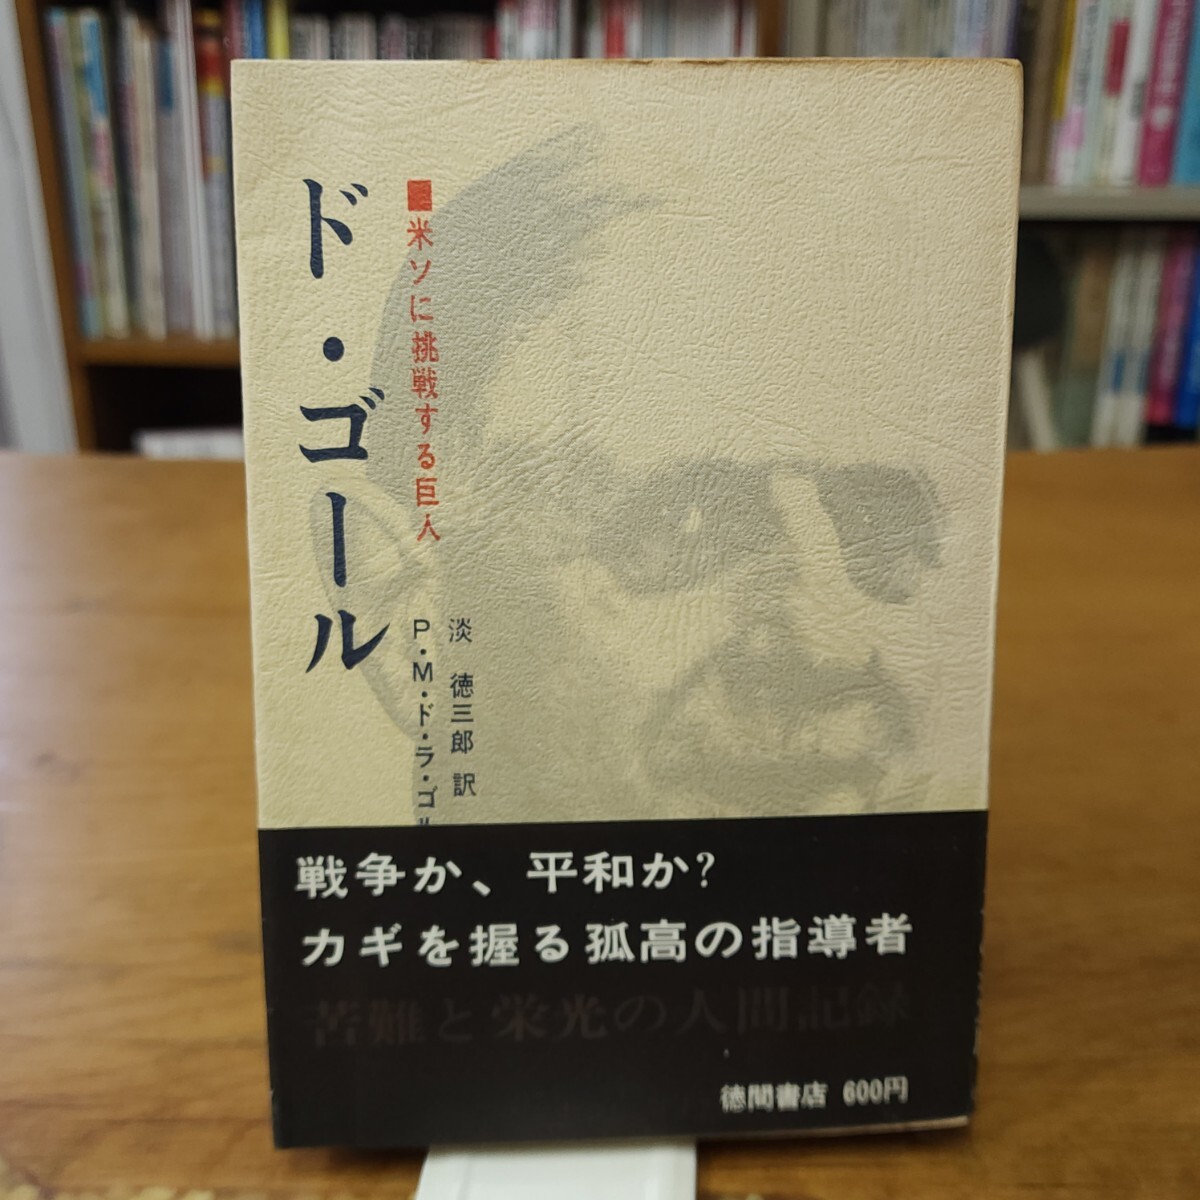 ド・ゴール
■米ソに挑戦する巨人
淡 徳三郎 訳
P・M・ド・ラ・ゴ
戦争か、平和か?
カギを握る孤高の指導者
苦難と栄光の人間記録
徳間書店 600円